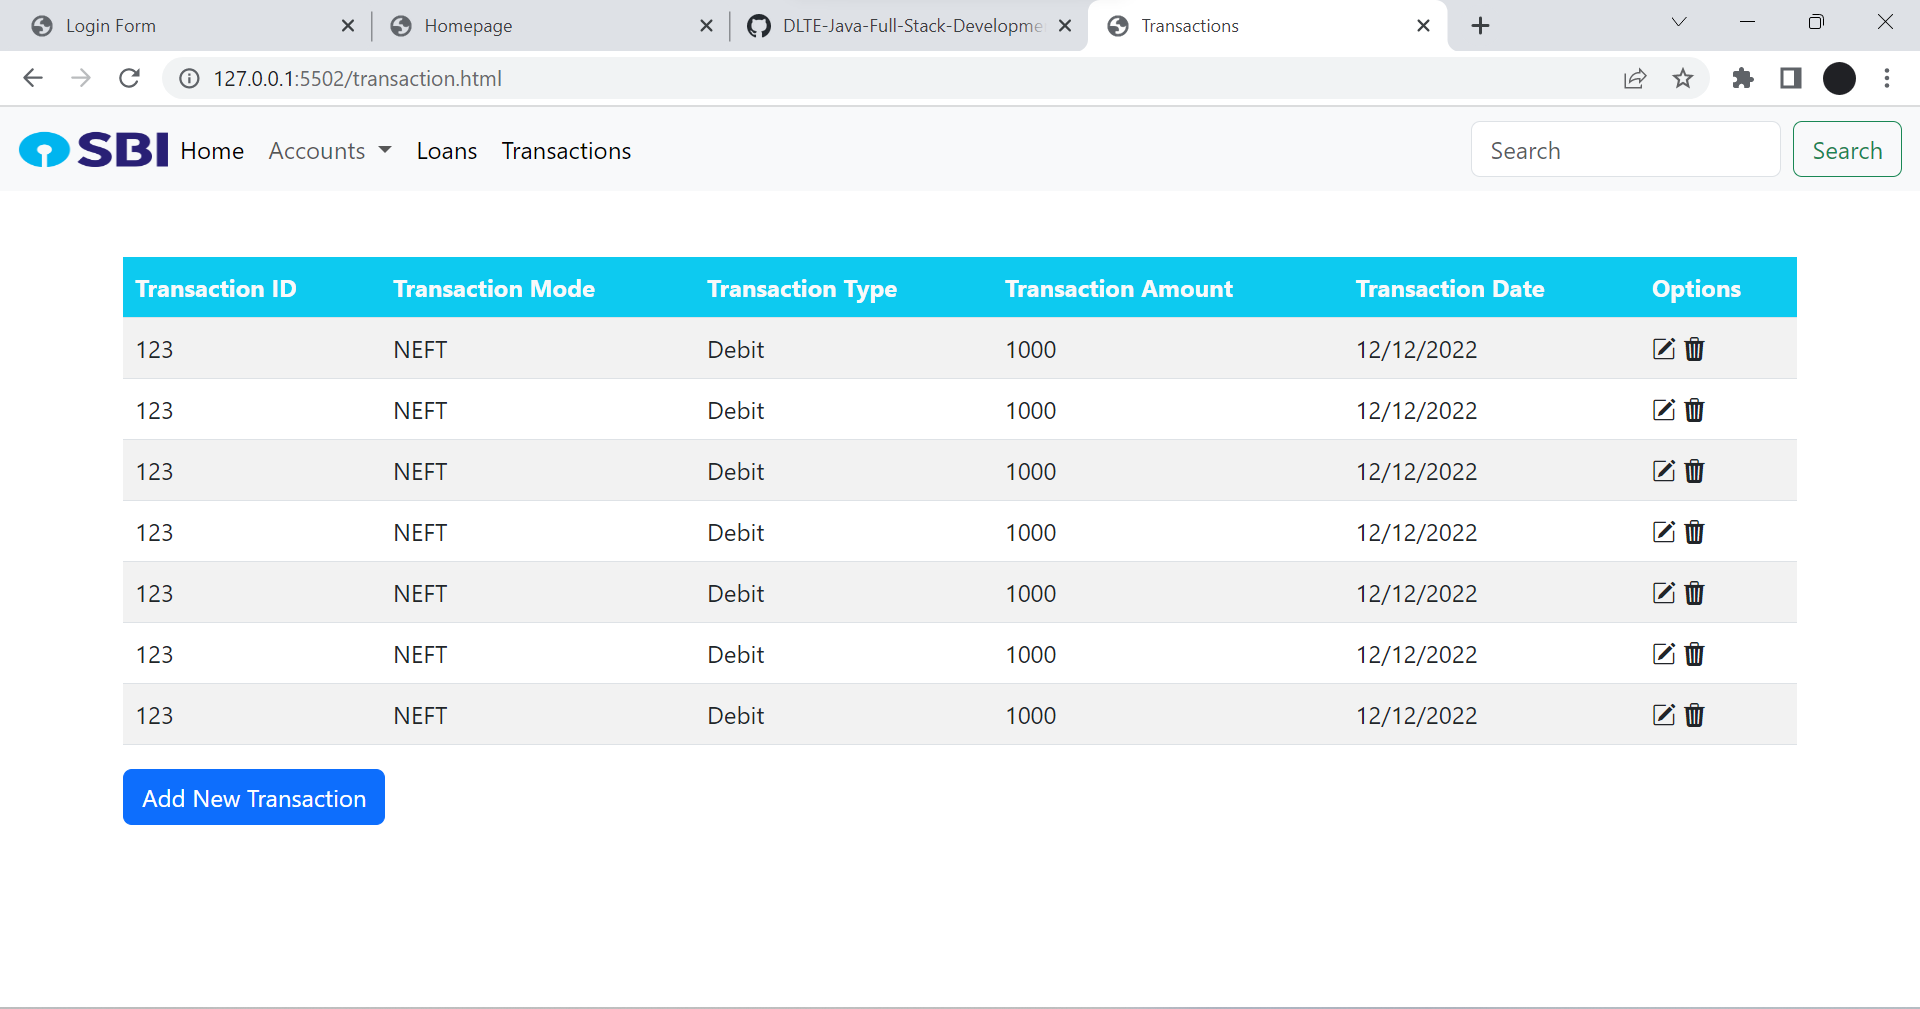 Login Form Homepage DLTE-Java-Full-Stack-Developme Transactions
127.0.0.1:5502/transaction.html
SBI Home Accounts Loans Transactions Search Search
Transaction ID Transaction Mode Transaction Type Transaction Amount Transaction Date Options
123 NEFT Debit 1000 12/12/2022
123 NEFT Debit 1000 12/12/2022
123 NEFT Debit 1000 12/12/2022
123 NEFT Debit 1000 12/12/2022
123 NEFT Debit 1000 12/12/2022
123 NEFT Debit 1000 12/12/2022
123 NEFT Debit 1000 12/12/2022
Add New Transaction